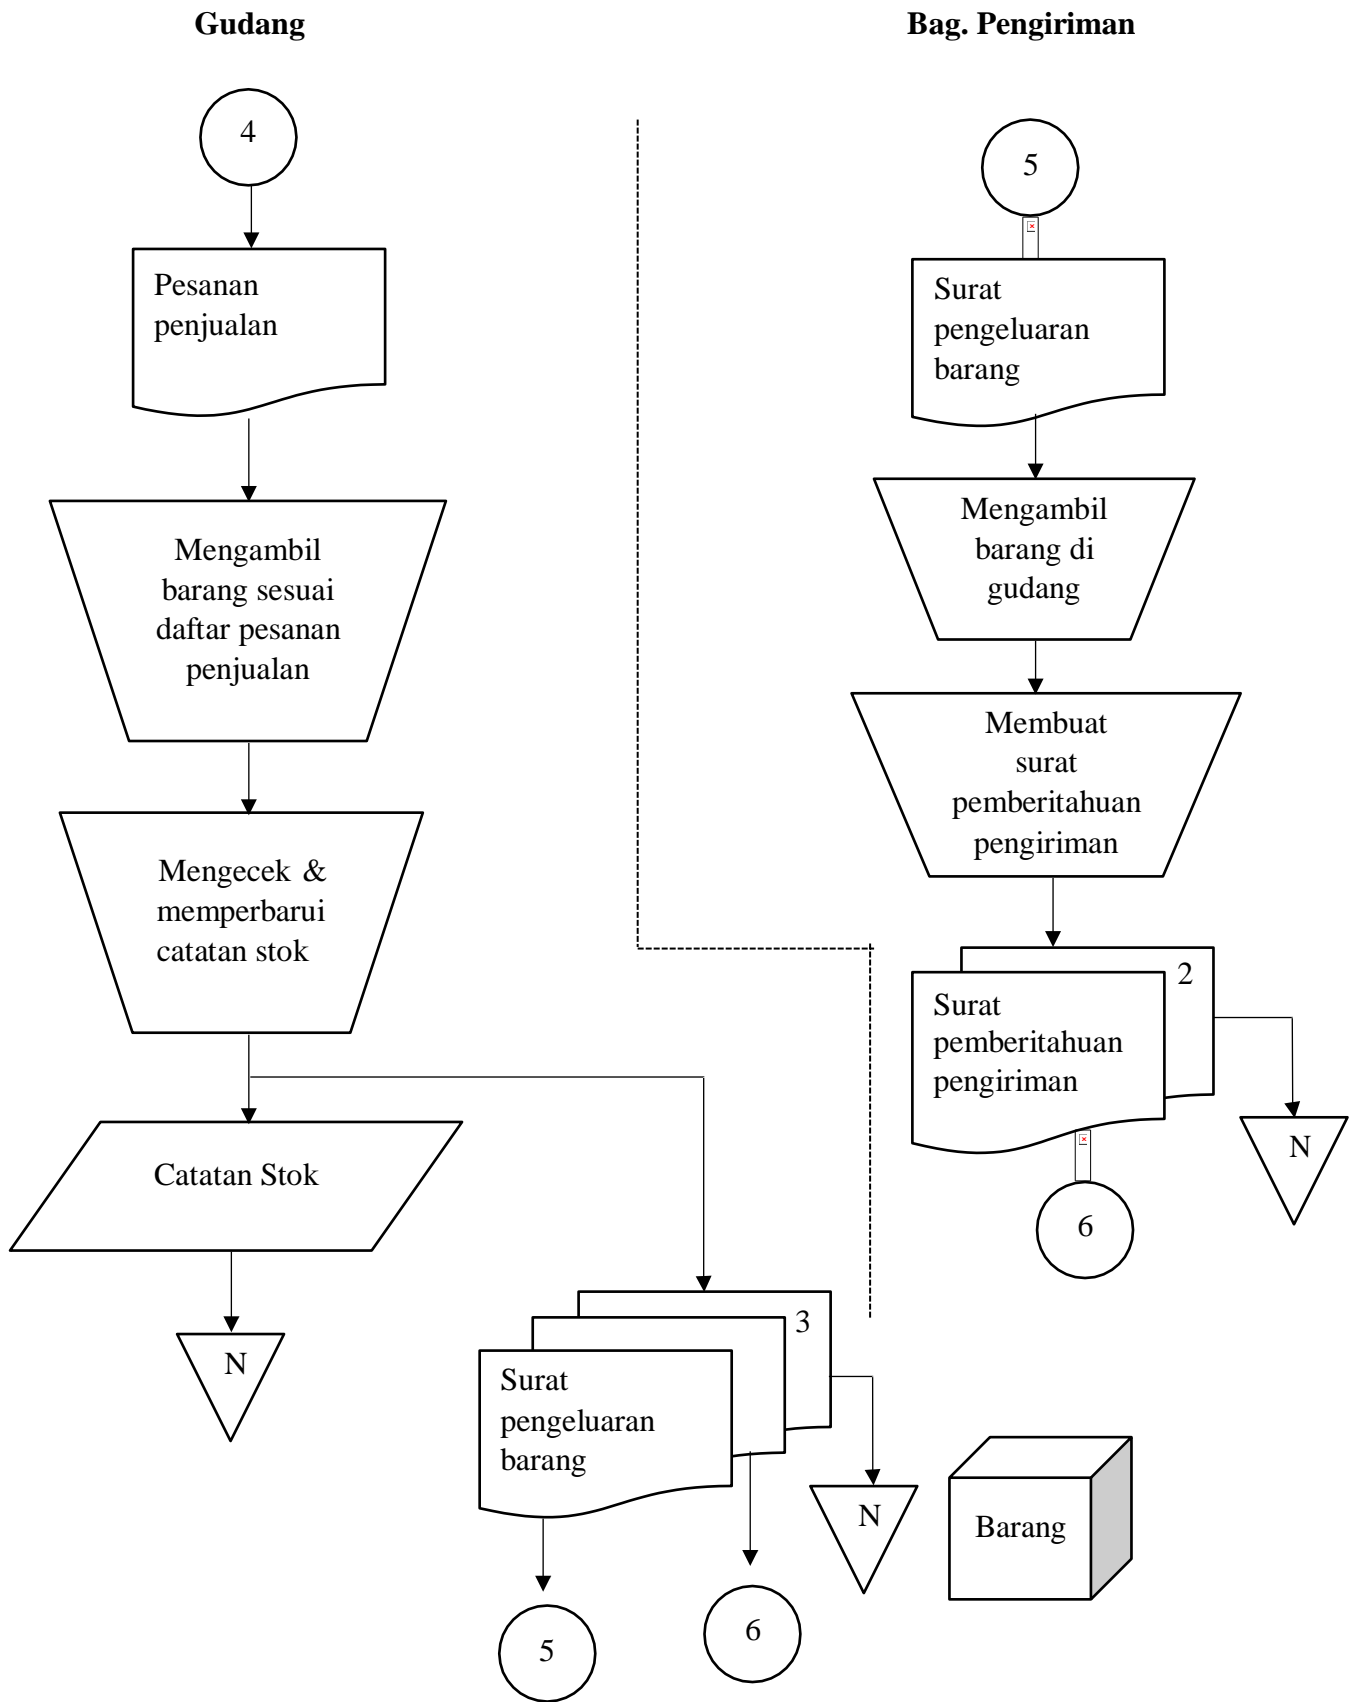 Gudang
4
Pesanan
penjualan
Mengambil
barang sesuai
daftar pesanan
penjualan
Mengecek &
memperbarui
catatan stok
Catatan Stok
N
3
Surat
pengeluaran
barang
N
5
6
Bag. Pengiriman
5
Surat
pengeluaran
barang
Mengambil
barang di
gudang
Membuat
surat
pemberitahuan
pengiriman
2
Surat
pemberitahuan
pengiriman
N
6
Barang